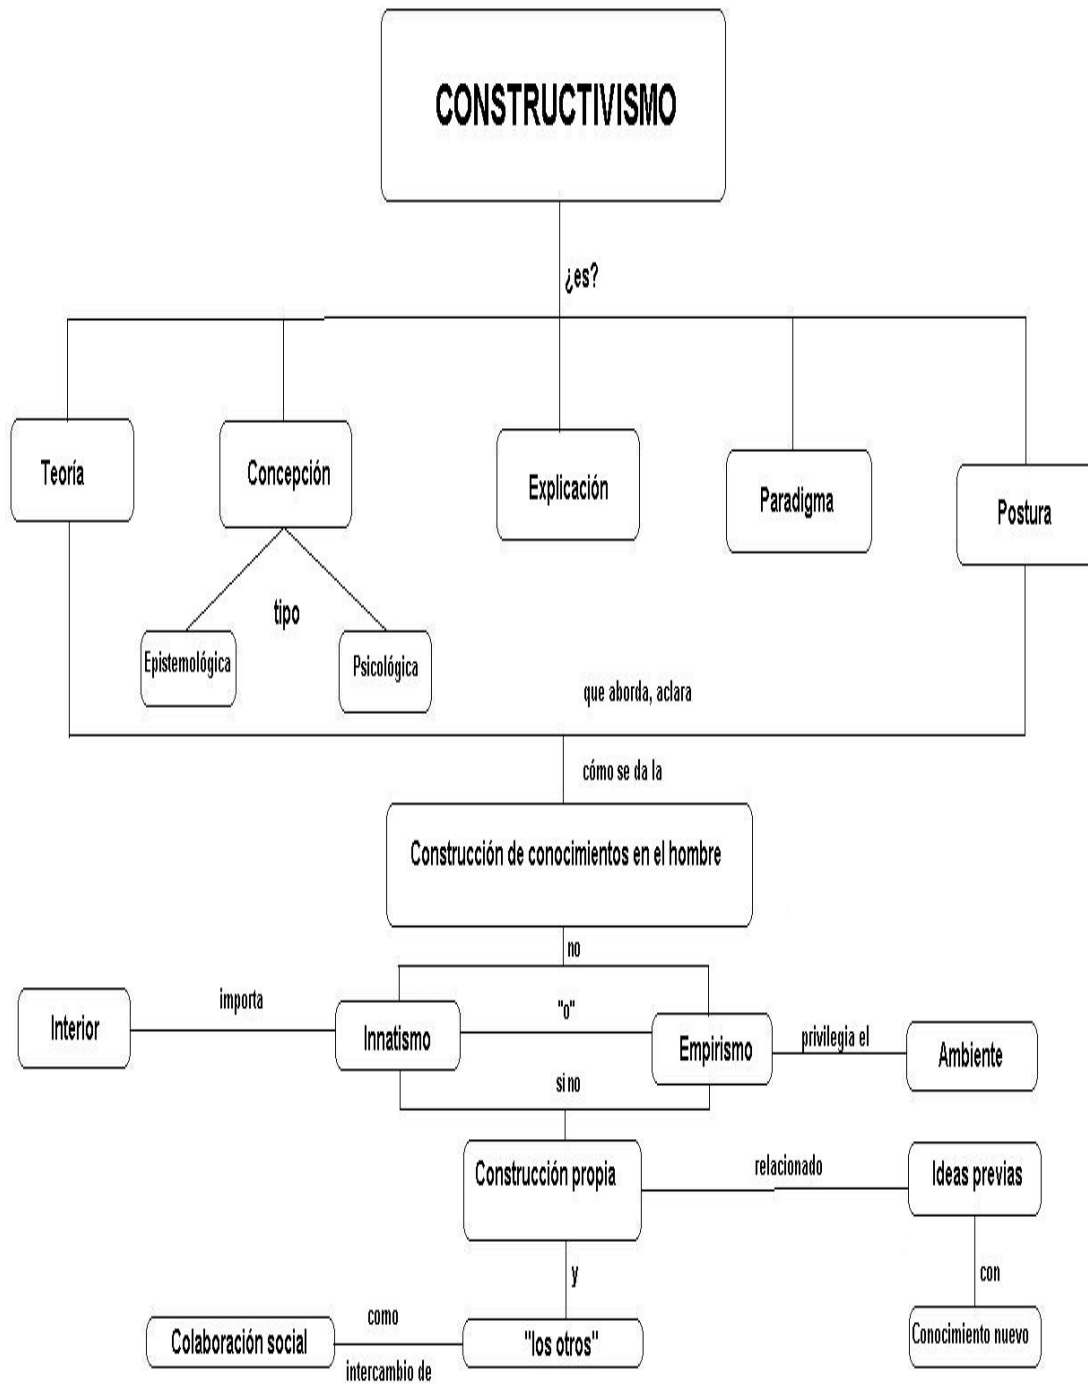 CONSTRUCTIVISMO
¿es?
Teoría
Concepción
Explicación
Paradigma
Postura
tipo
Epistemológica
Psicológica
que aborda, aclara
cómo se da la
Construcción de conocimientos en el hombre
no
Interior
importa
Innatismo
"o"
Empirismo
privilegia el
Ambiente
sino
Construcción propia
relacionado
Ideas previas
y
con
Colaboración social
como
intercambio de
"los otros"
Conocimiento nuevo